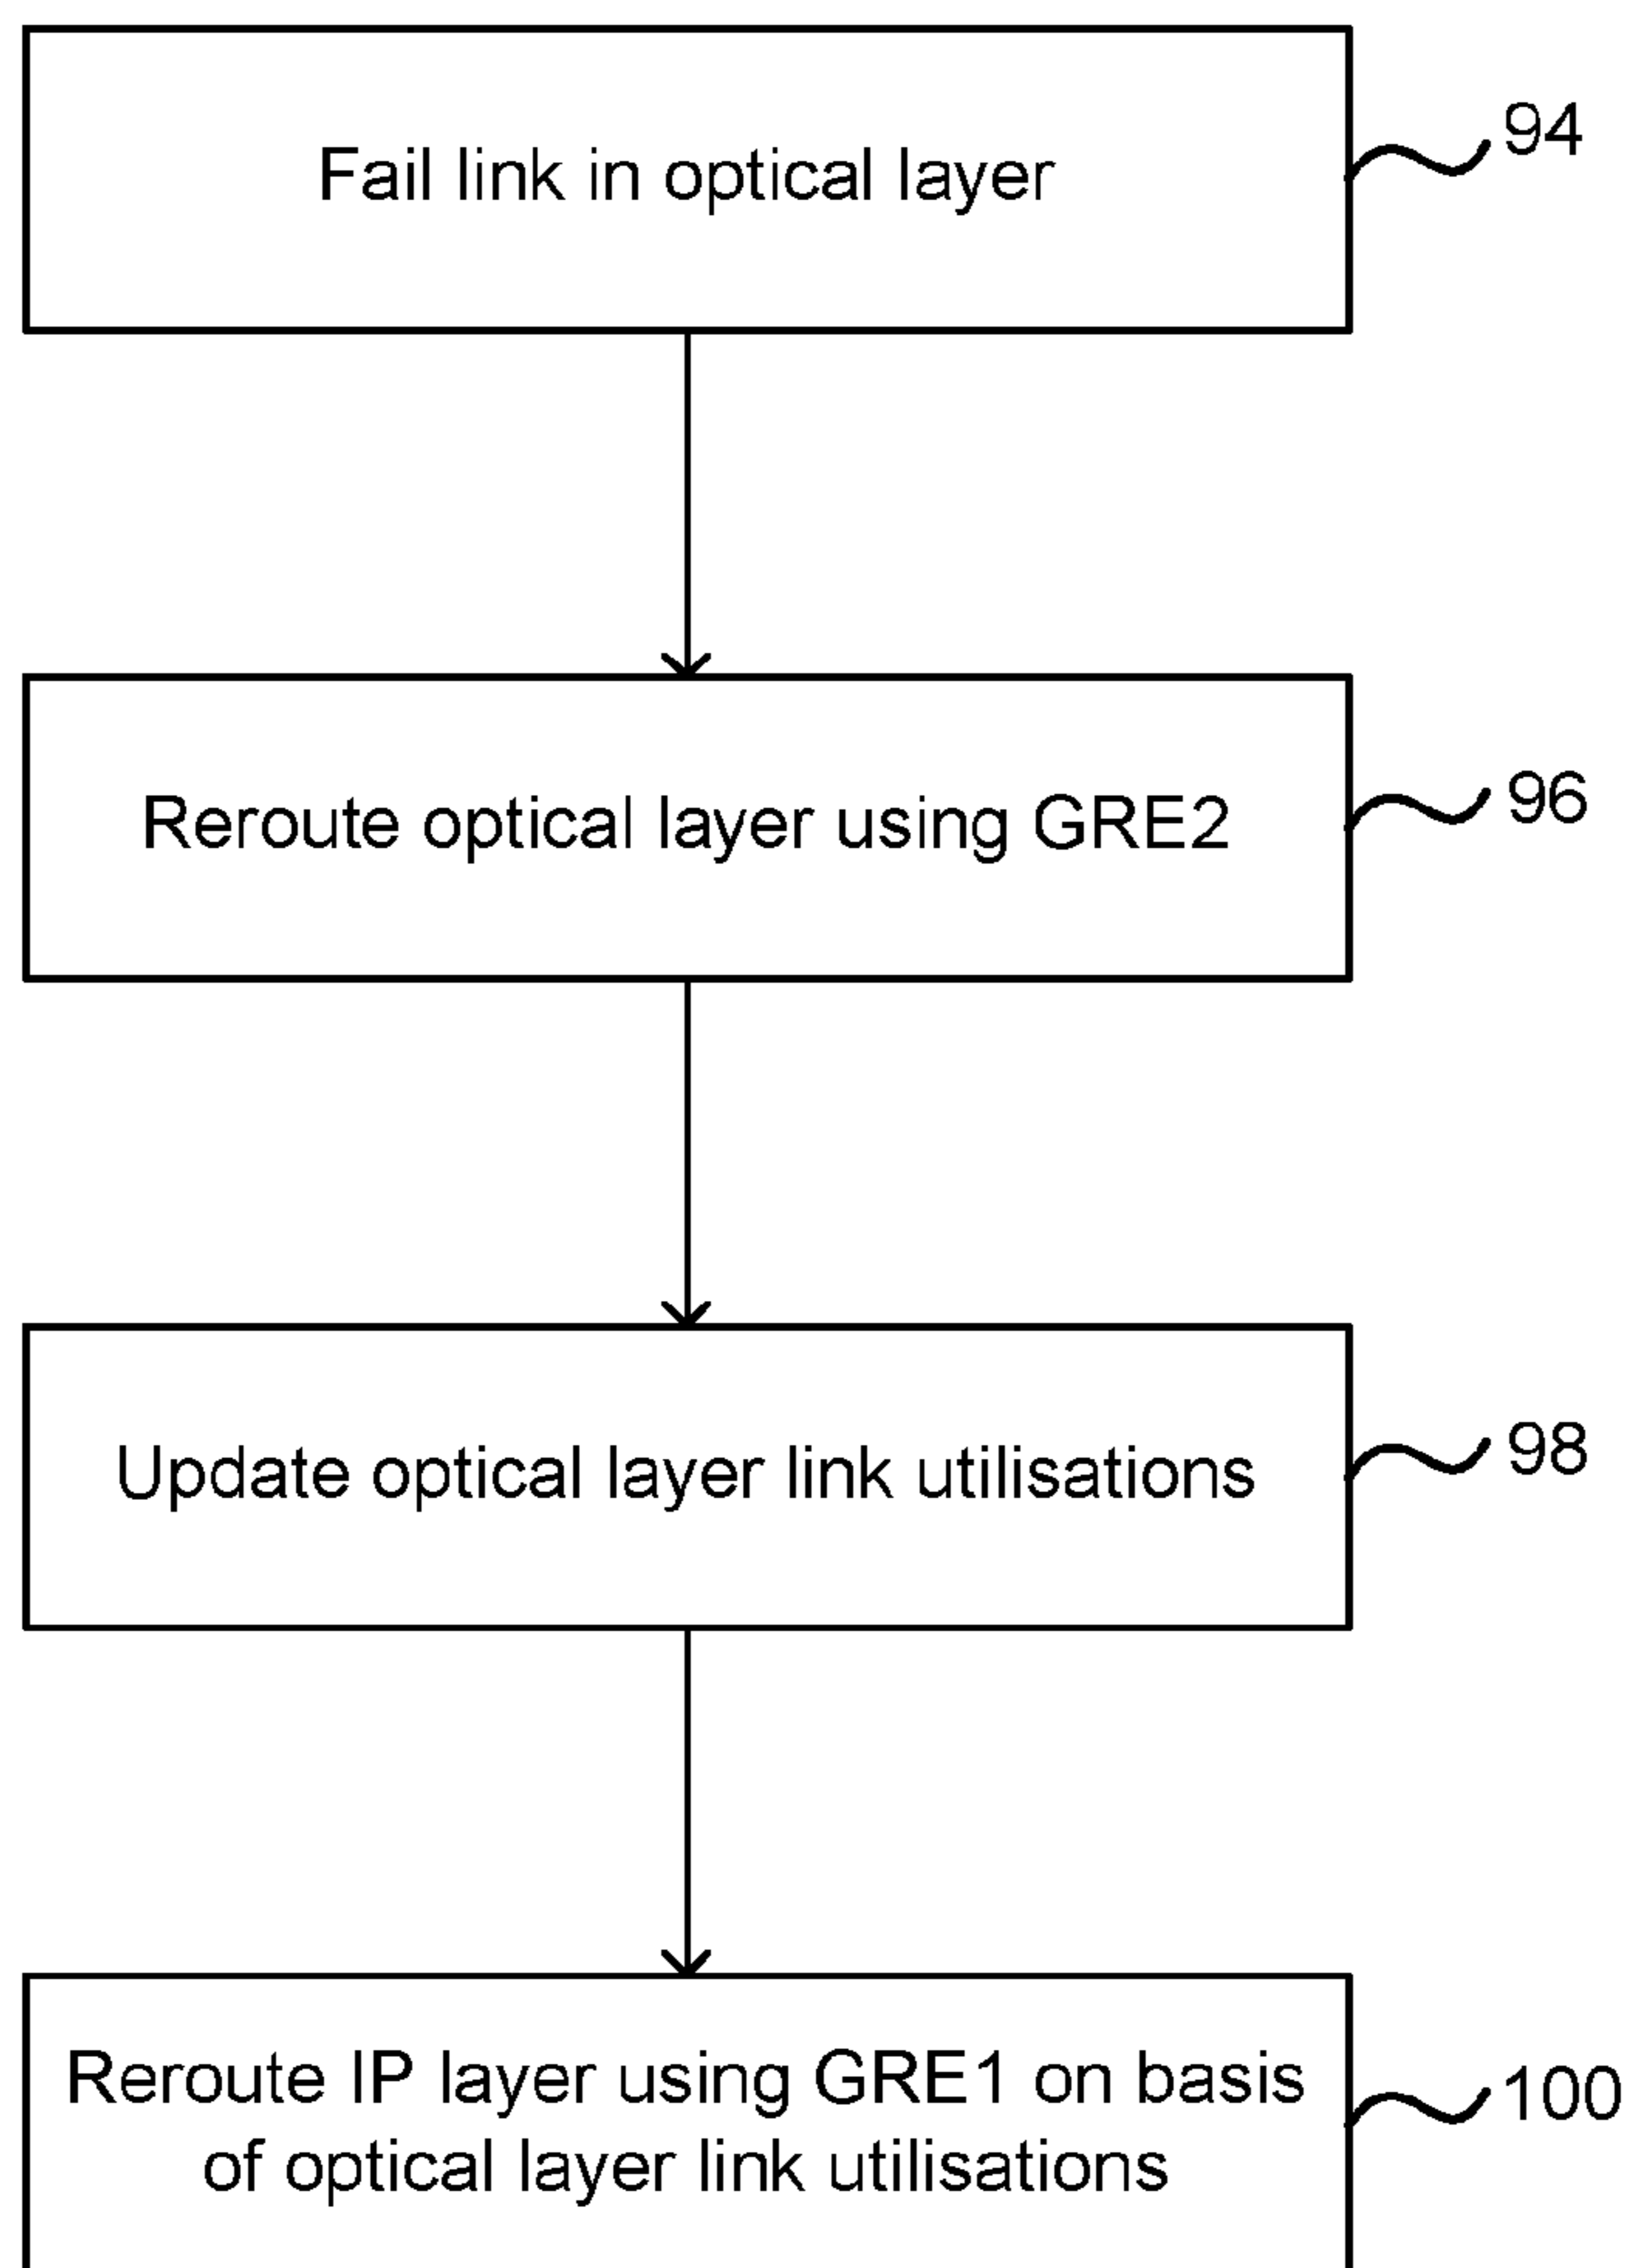 Fail link in optical layer
94
Reroute optical layer using GRE2
96
Update optical layer link utilisations
98
Reroute IP layer using GRE1 on basis
of optical layer link utilisations
100